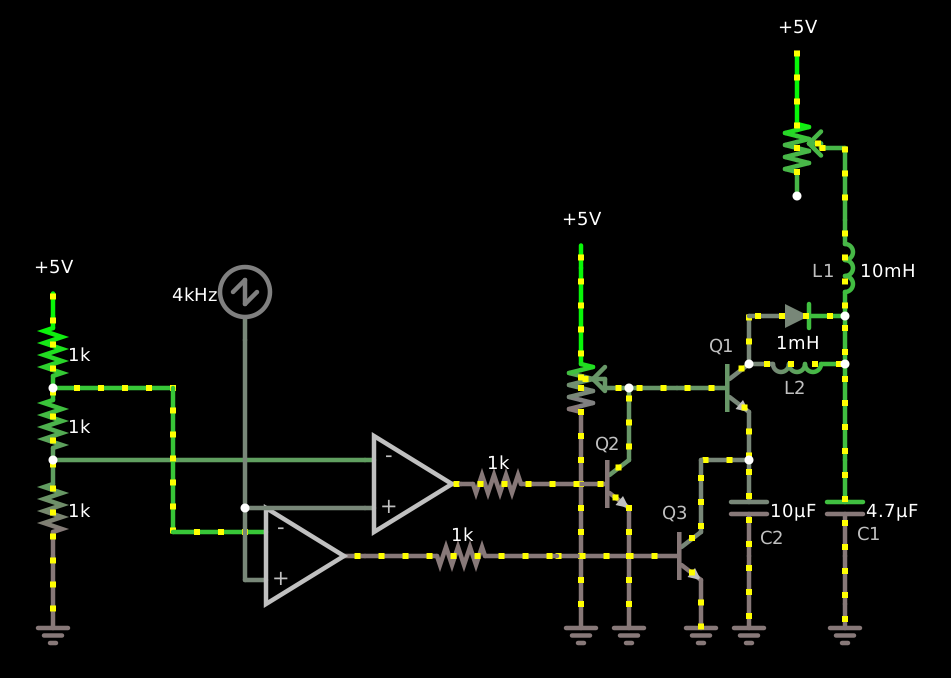 +5V
+5V
+5V
4kHz
L1
10mH
1k
1mH
Q1
L2
1k
Q2
-
1k
1k
+
10µF
4.7µF
Q3
-
1k
C2
C1
+